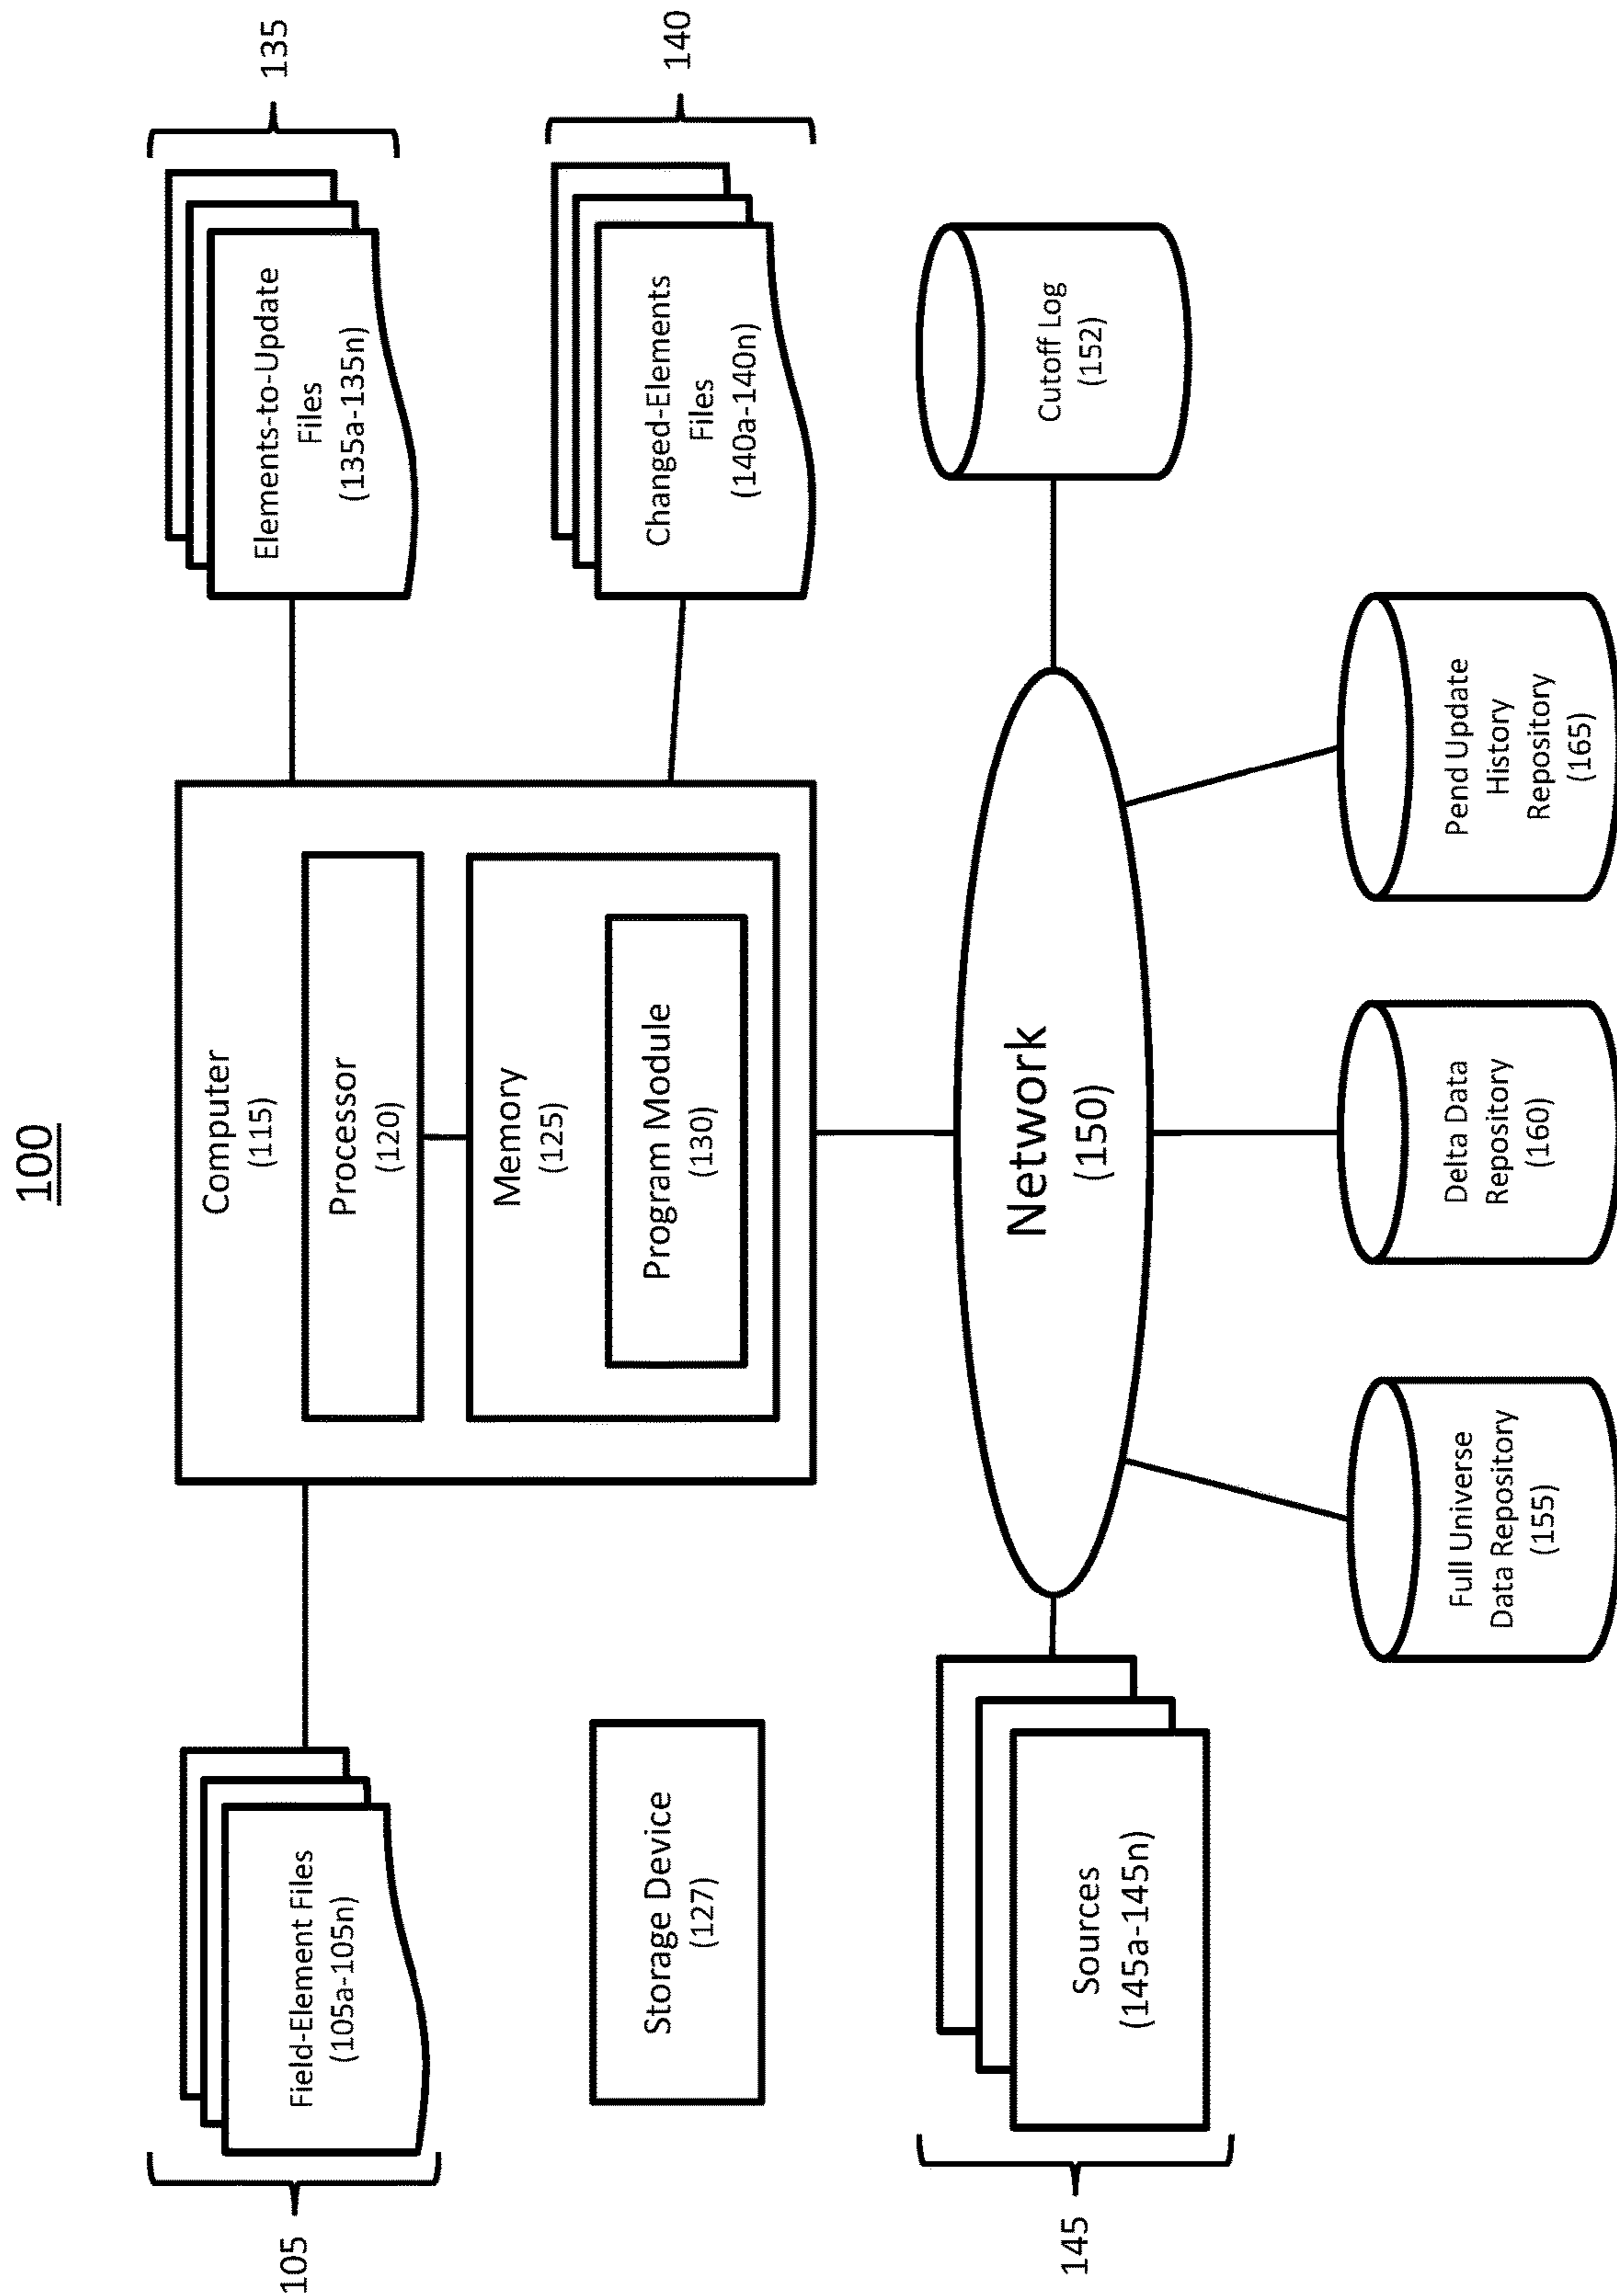 100
105
Field-Element Files
(105a-105n)
Computer
(115)
Processor
(120)
Memory
(125)
Program Module
(130)
Elements-to-Update
Files
(135a-135n)
135
Storage Device
(127)
Changed-Elements
Files
(140a-140n)
140
145
Sources
(145a-145n)
Network
(150)
Cutoff Log
(152)
Full Universe
Data Repository
(155)
Delta Data
Repository
(160)
Pend Update
History
Repository
(165)